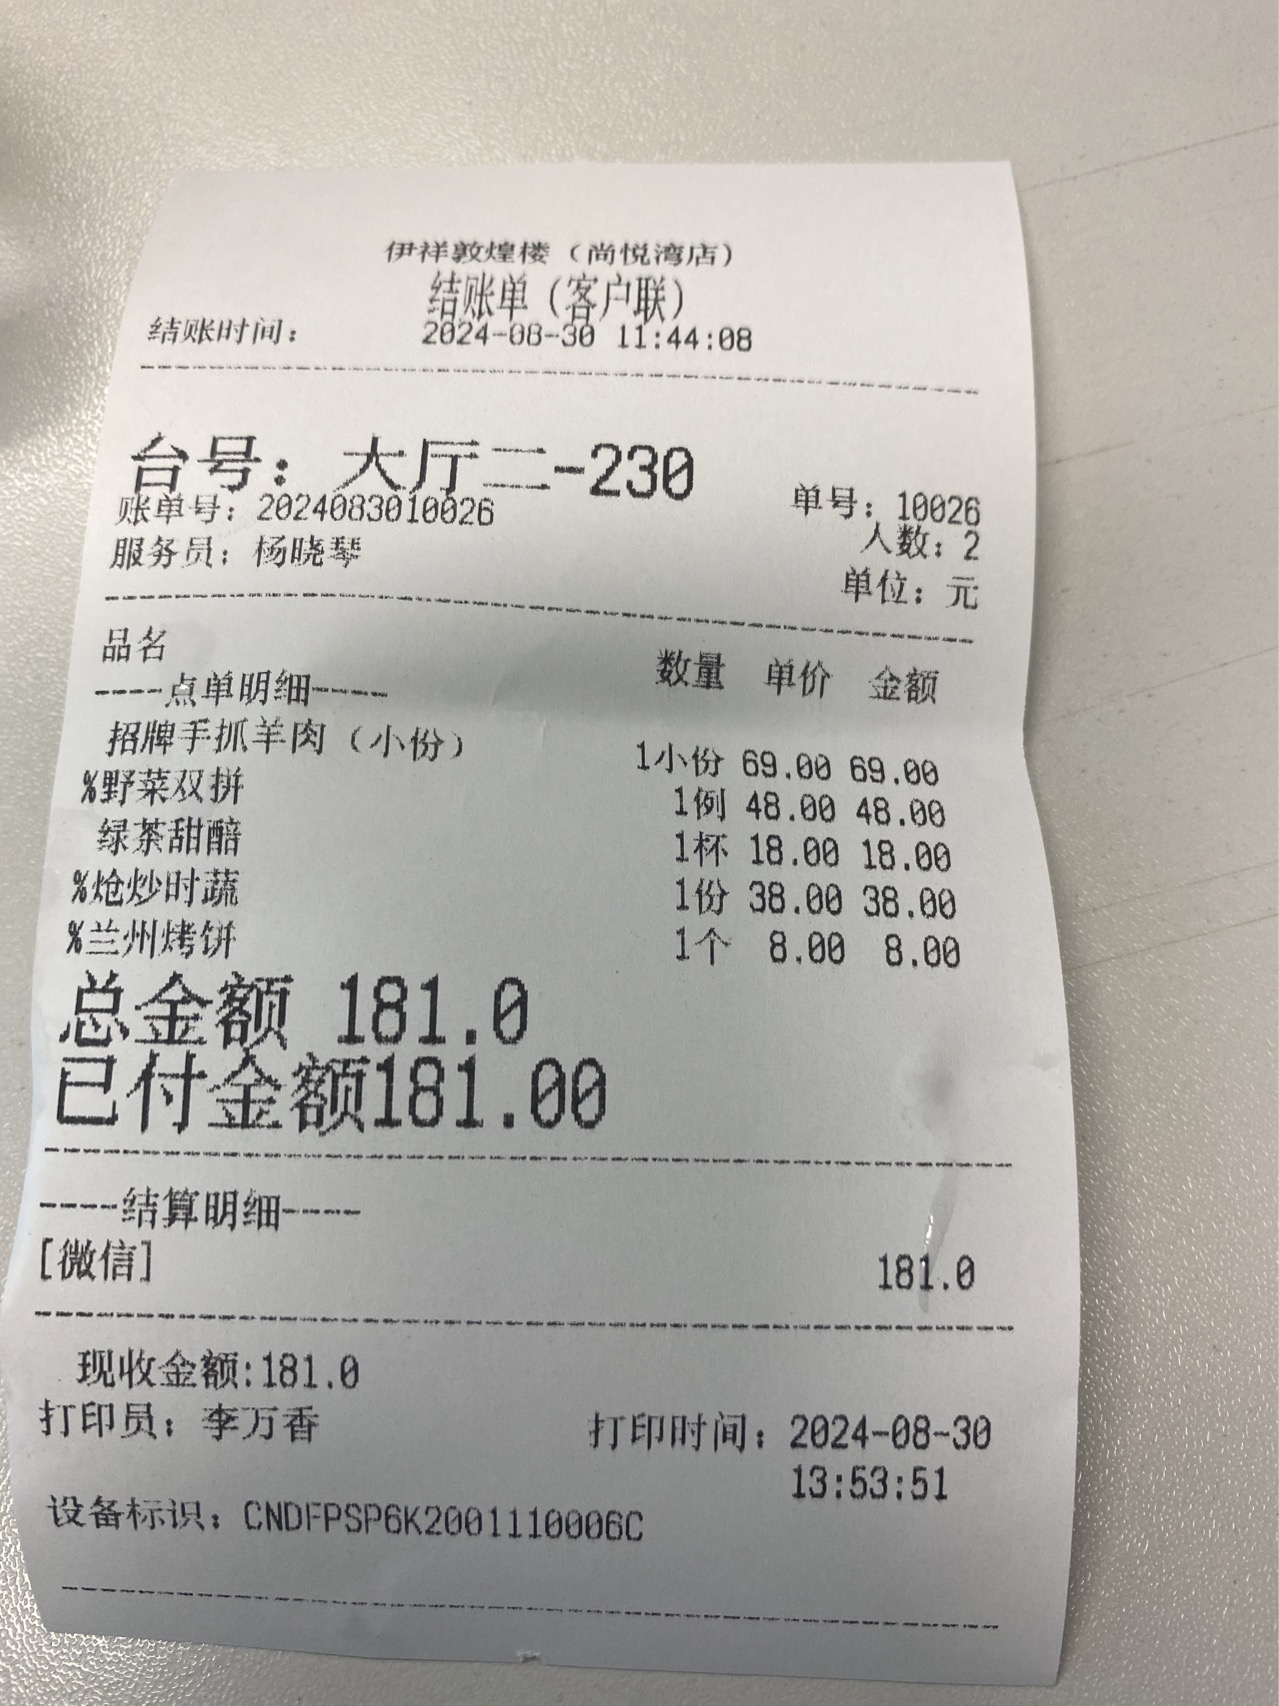 伊祥敦煌楼（尚悦湾店）
结账单（客户联）
结账时间： 2024-08-30 11:44:08
台号：大厅二-230
账单号：2024083010026 单号：10026
服务员：杨晓琴 人数：2
单位：元
品名 数量 单价 金额
----点单明细----
招牌手抓羊肉（小份） 1小份 69.00 69.00
%野菜双拼 1例 48.00 48.00
绿茶甜醅 1杯 18.00 18.00
%炝炒时蔬 1份 38.00 38.00
%兰州烤饼 1个 8.00 8.00
总金额 181.0
已付金额181.00
----结算明细----
[微信] 181.0
现收金额:181.0
打印员：李万香 打印时间：2024-08-30
13:53:51
设备标识：CNDFPSP6K2001110006C